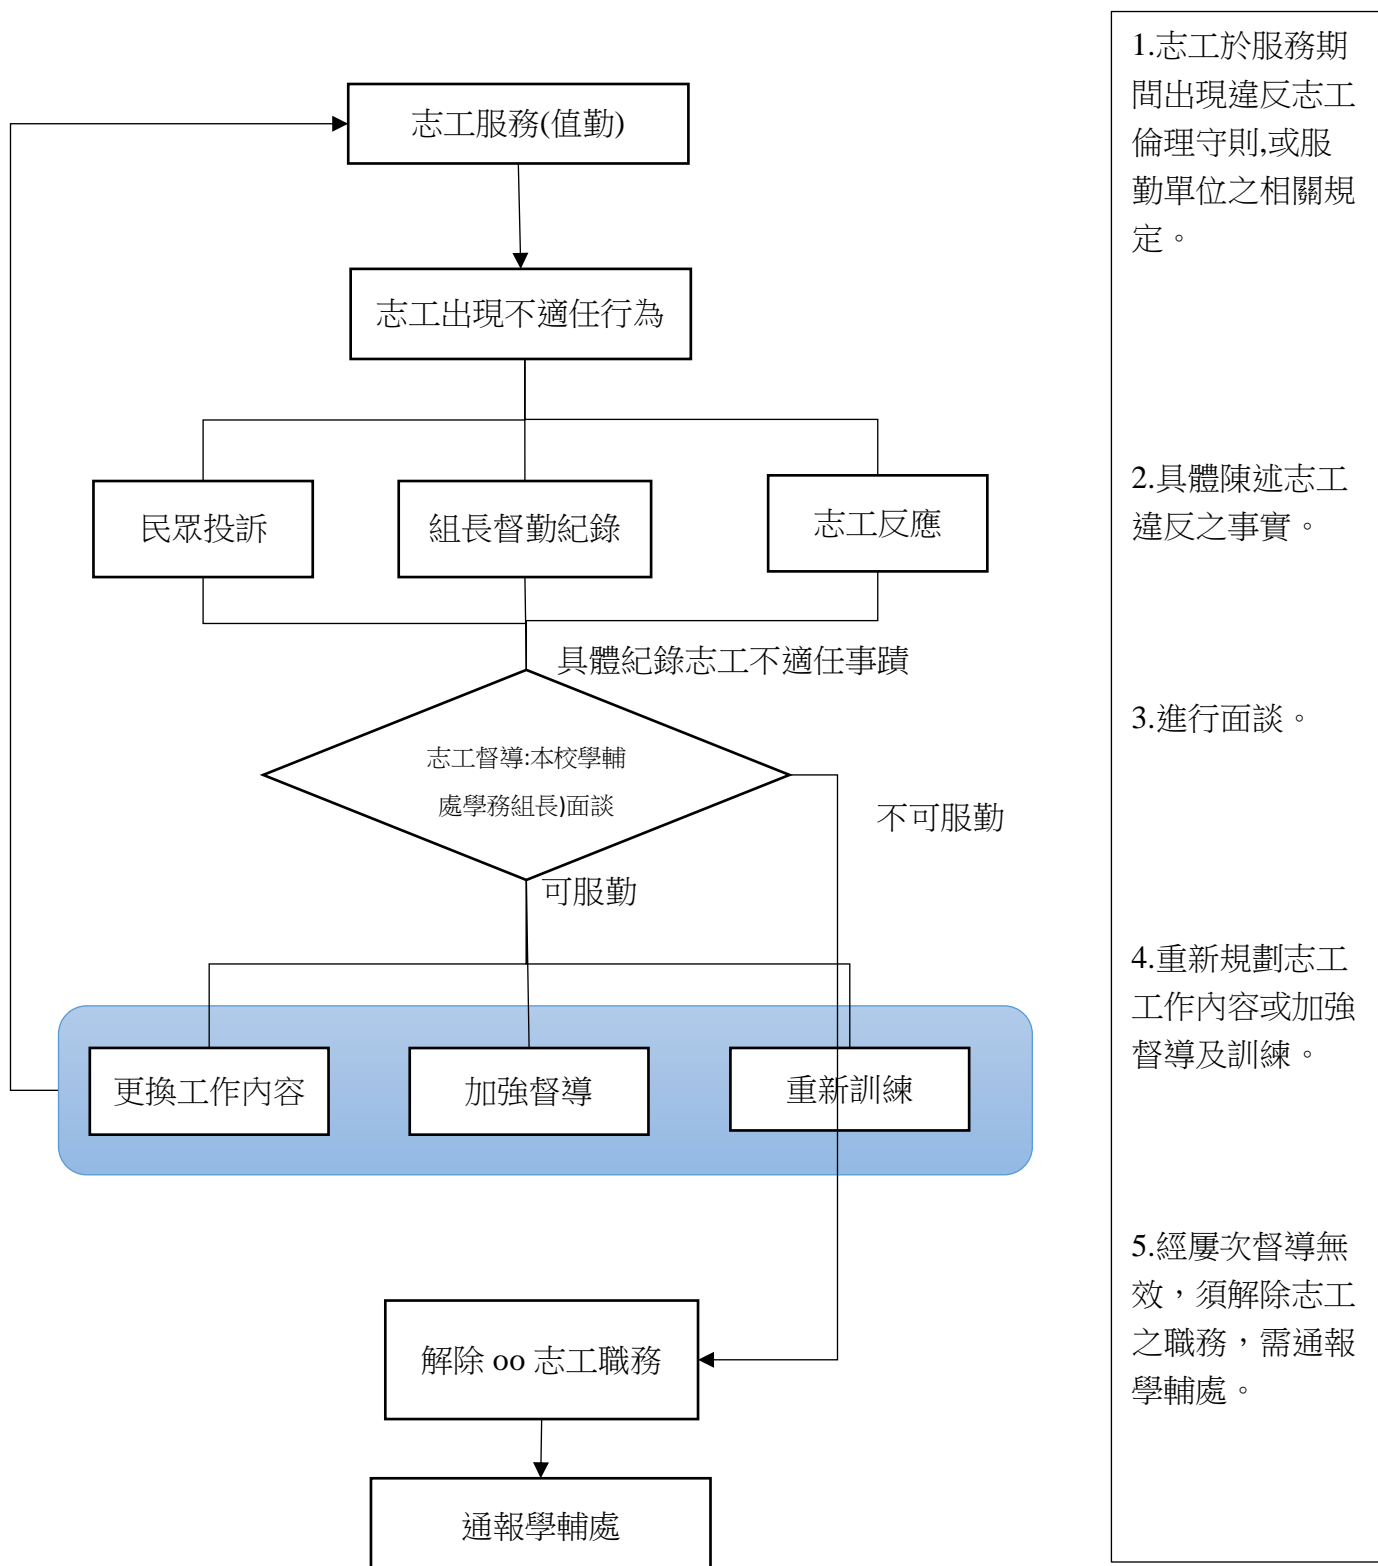 志工服務(值勤)
志工出現不適任行為
民眾投訴
組長督勤紀錄
志工反應
具體紀錄志工不適任事蹟
志工督導:本校學輔
處學務組長)面談
不可服勤
可服勤
更換工作內容
加強督導
重新訓練
解除 oo 志工職務
通報學輔處
1.志工於服務期
間出現違反志工
倫理守則,或服
勤單位之相關規
定。
2.具體陳述志工
違反之事實。
3.進行面談。
4.重新規劃志工
工作內容或加強
督導及訓練。
5.經屢次督導無
效，須解除志工
之職務，需通報
學輔處。